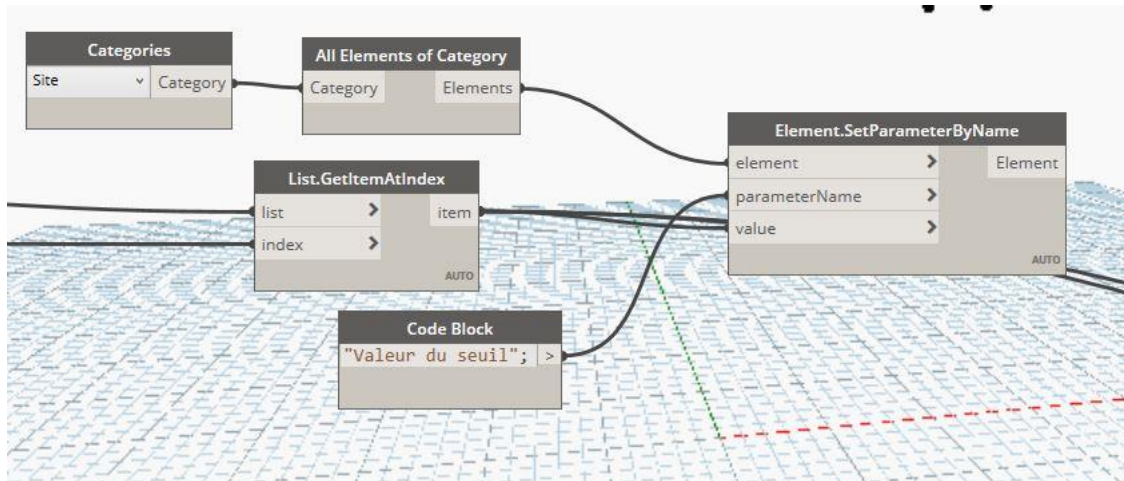 Categories
Site
Category
All Elements of Category
Category
Elements
List.GetItemAtIndex
list >
item
index >
AUTO
Code Block
"Valeur du seuil"; >
Element.SetParameterByName
element >
Element
parameterName >
value >
AUTO